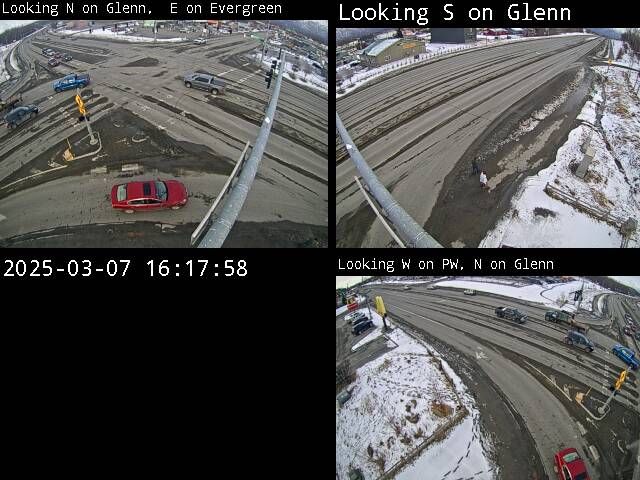 Looking N on Glenn,  E on Evergreen
Looking S on Glenn
2025-03-07 16:17:58
Looking W on PW, N on Glenn